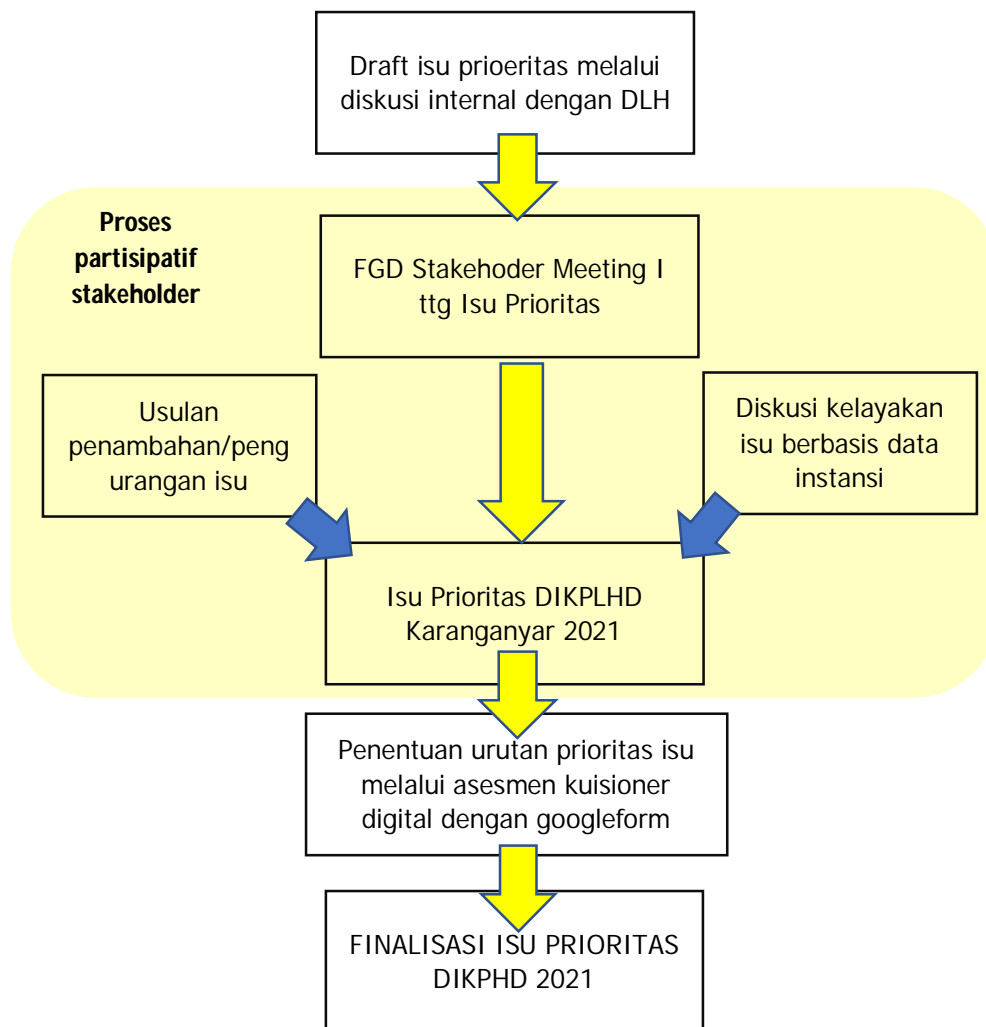 Draft isu prioeritas melalui
diskusi internal dengan DLH
Proses
partisipatif
stakeholder
FGD Stakehoder Meeting I
ttg Isu Prioritas
Usulan
penambahan/peng
urangan isu
Diskusi kelayakan
isu berbasis data
instansi
Isu Prioritas DIKPLHD
Karanganyar 2021
Penentuan urutan prioritas isu
melalui asesmen kuisioner
digital dengan googleform
FINALISASI ISU PRIORITAS
DIKPHD 2021